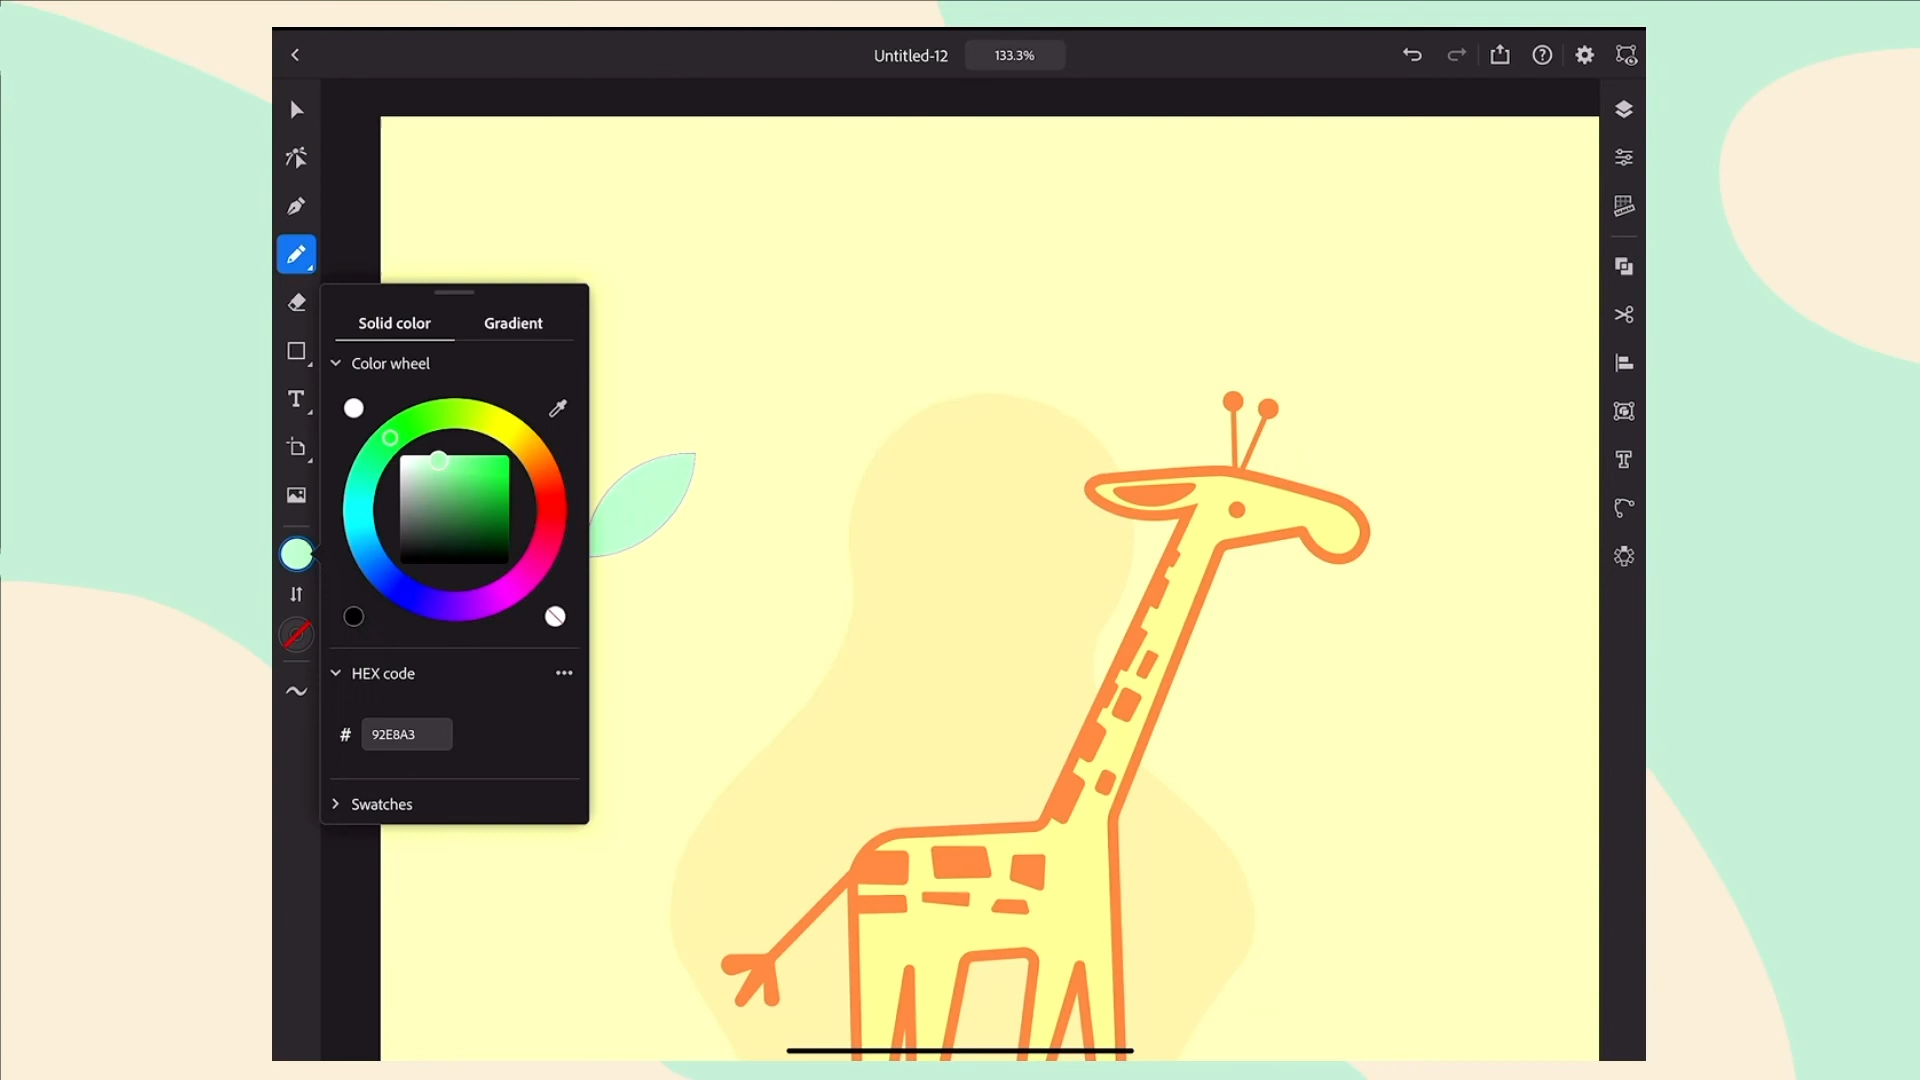 Untitled-12
133.3%
Solid color
Gradient
Color wheel
HEX code
# 92E8A3
Swatches